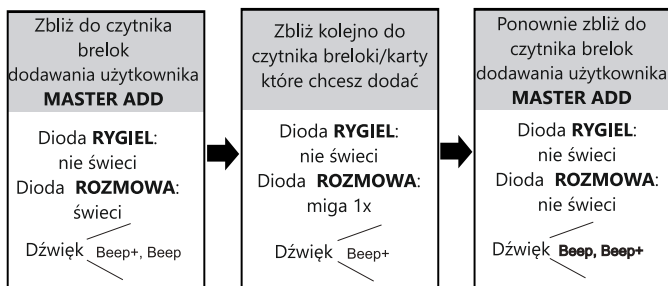 Zbliż do czytnika
brelok
dodawania użytkownika
MASTER ADD
Dioda RYGIEL:
nie świeci
Dioda ROZMOWA:
świeci
Dźwięk Beep+, Beep
Zbliż kolejno do
czytnika breloki/karty
które chcesz dodać
Dioda RYGIEL:
nie świeci
Dioda ROZMOWA:
miga 1x
Dźwięk Beep+
Ponownie zbliż do
czytnika brelok
dodawania użytkownika
MASTER ADD
Dioda RYGIEL:
nie świeci
Dioda ROZMOWA:
nie świeci
Dźwięk Beep, Beep+